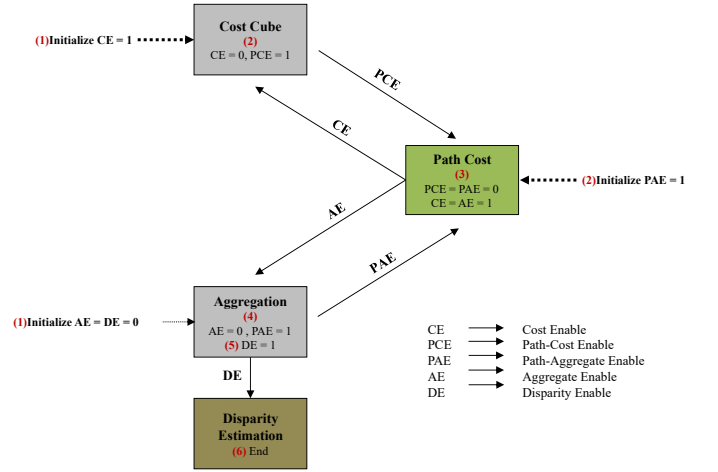 Cost Cube
(2)
CE = 0, PCE = 1
(1)Initialize CE = 1
PCE
CE
Path Cost
(3)
PCE = PAE = 0
CE = AE = 1
(2)Initialize PAE = 1
AE
PAE
Aggregation
(4)
AE = 0 , PAE = 1
(5) DE = 1
(1)Initialize AE = DE = 0
DE
Disparity
Estimation
(6) End
CE Cost Enable
PCE Path-Cost Enable
PAE Path-Aggregate Enable
AE Aggregate Enable
DE Disparity Enable